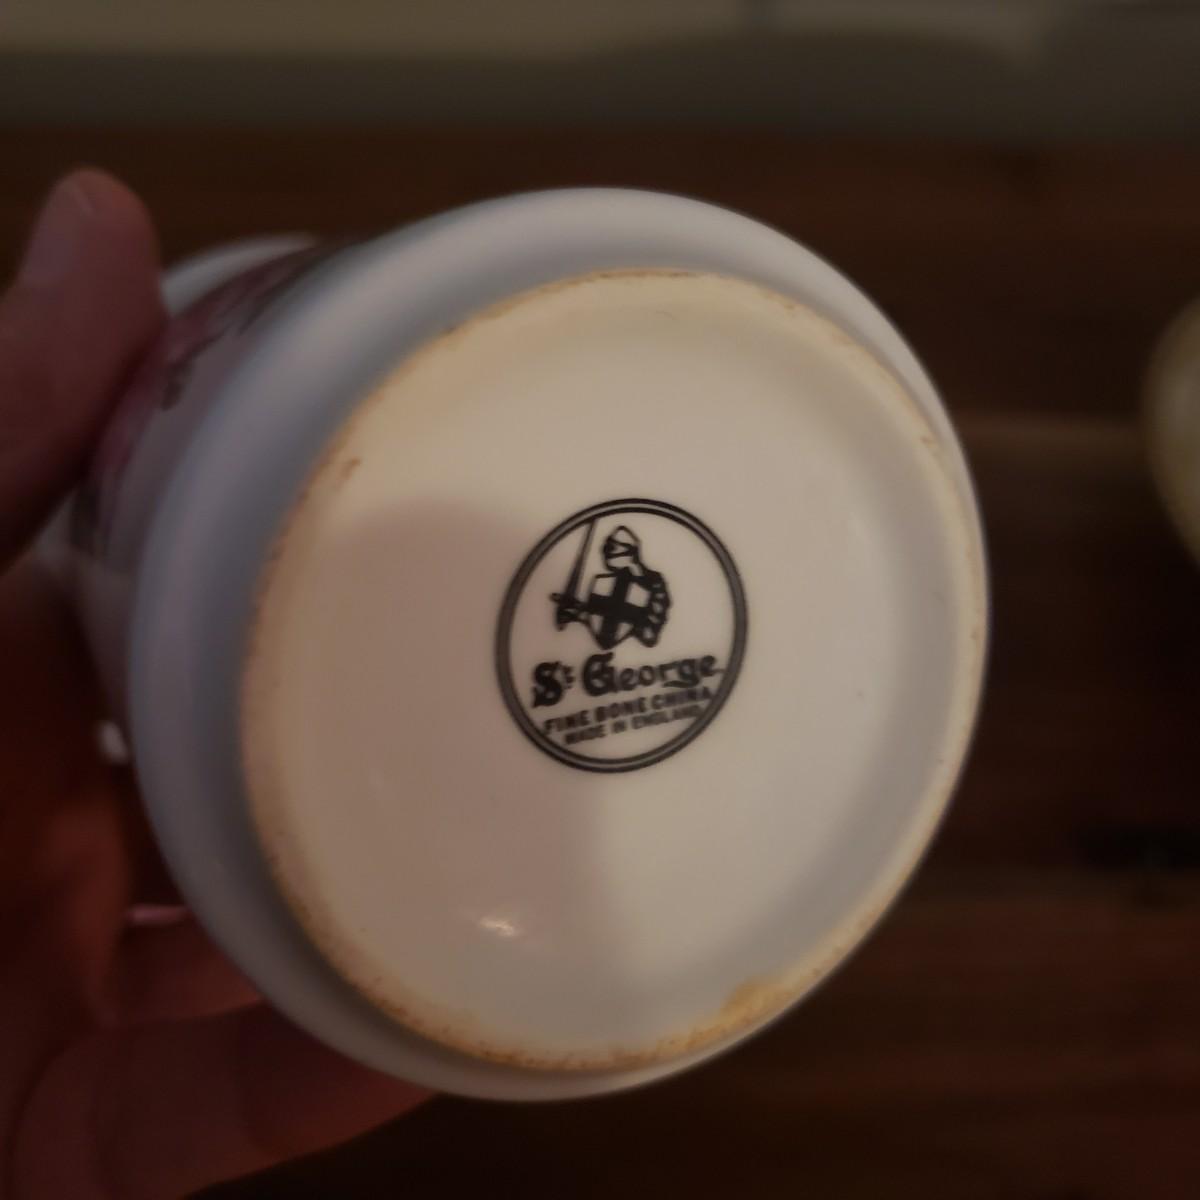 St George
FINE BONE CHINA
MADE IN ENGLAND